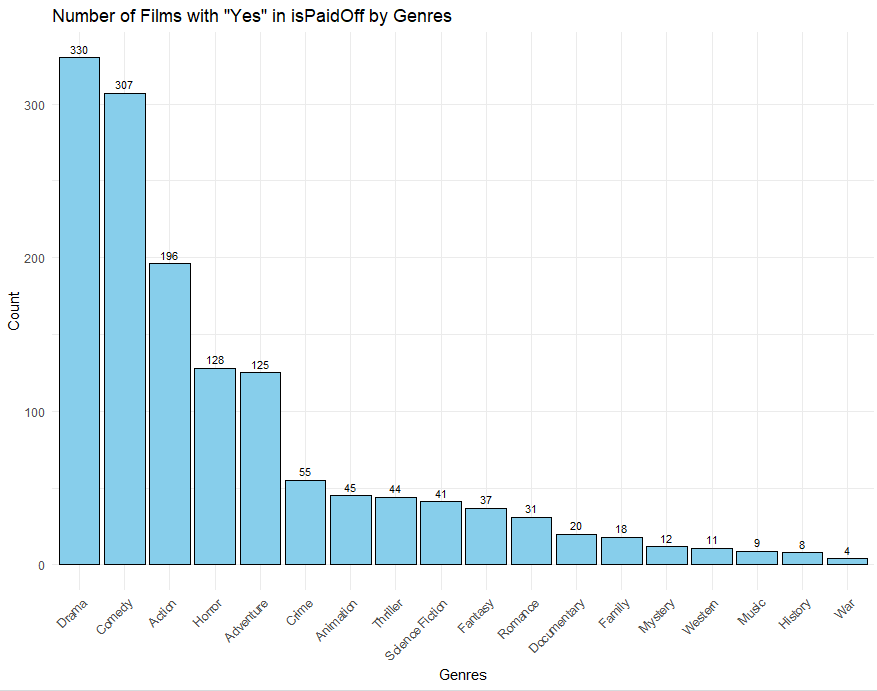 Number of Films with "Yes" in isPaidOff by Genres
330
307
196
128
125
55
45
44
41
37
31
20
18
12
11
9
8
4
300
200
100
0
Count
Drama
Comedy
Action
Horror
Adventure
Crime
Animation
Thriller
Science Fiction
Fantasy
Romance
Documentary
Family
Mystery
Western
Music
History
War
Genres